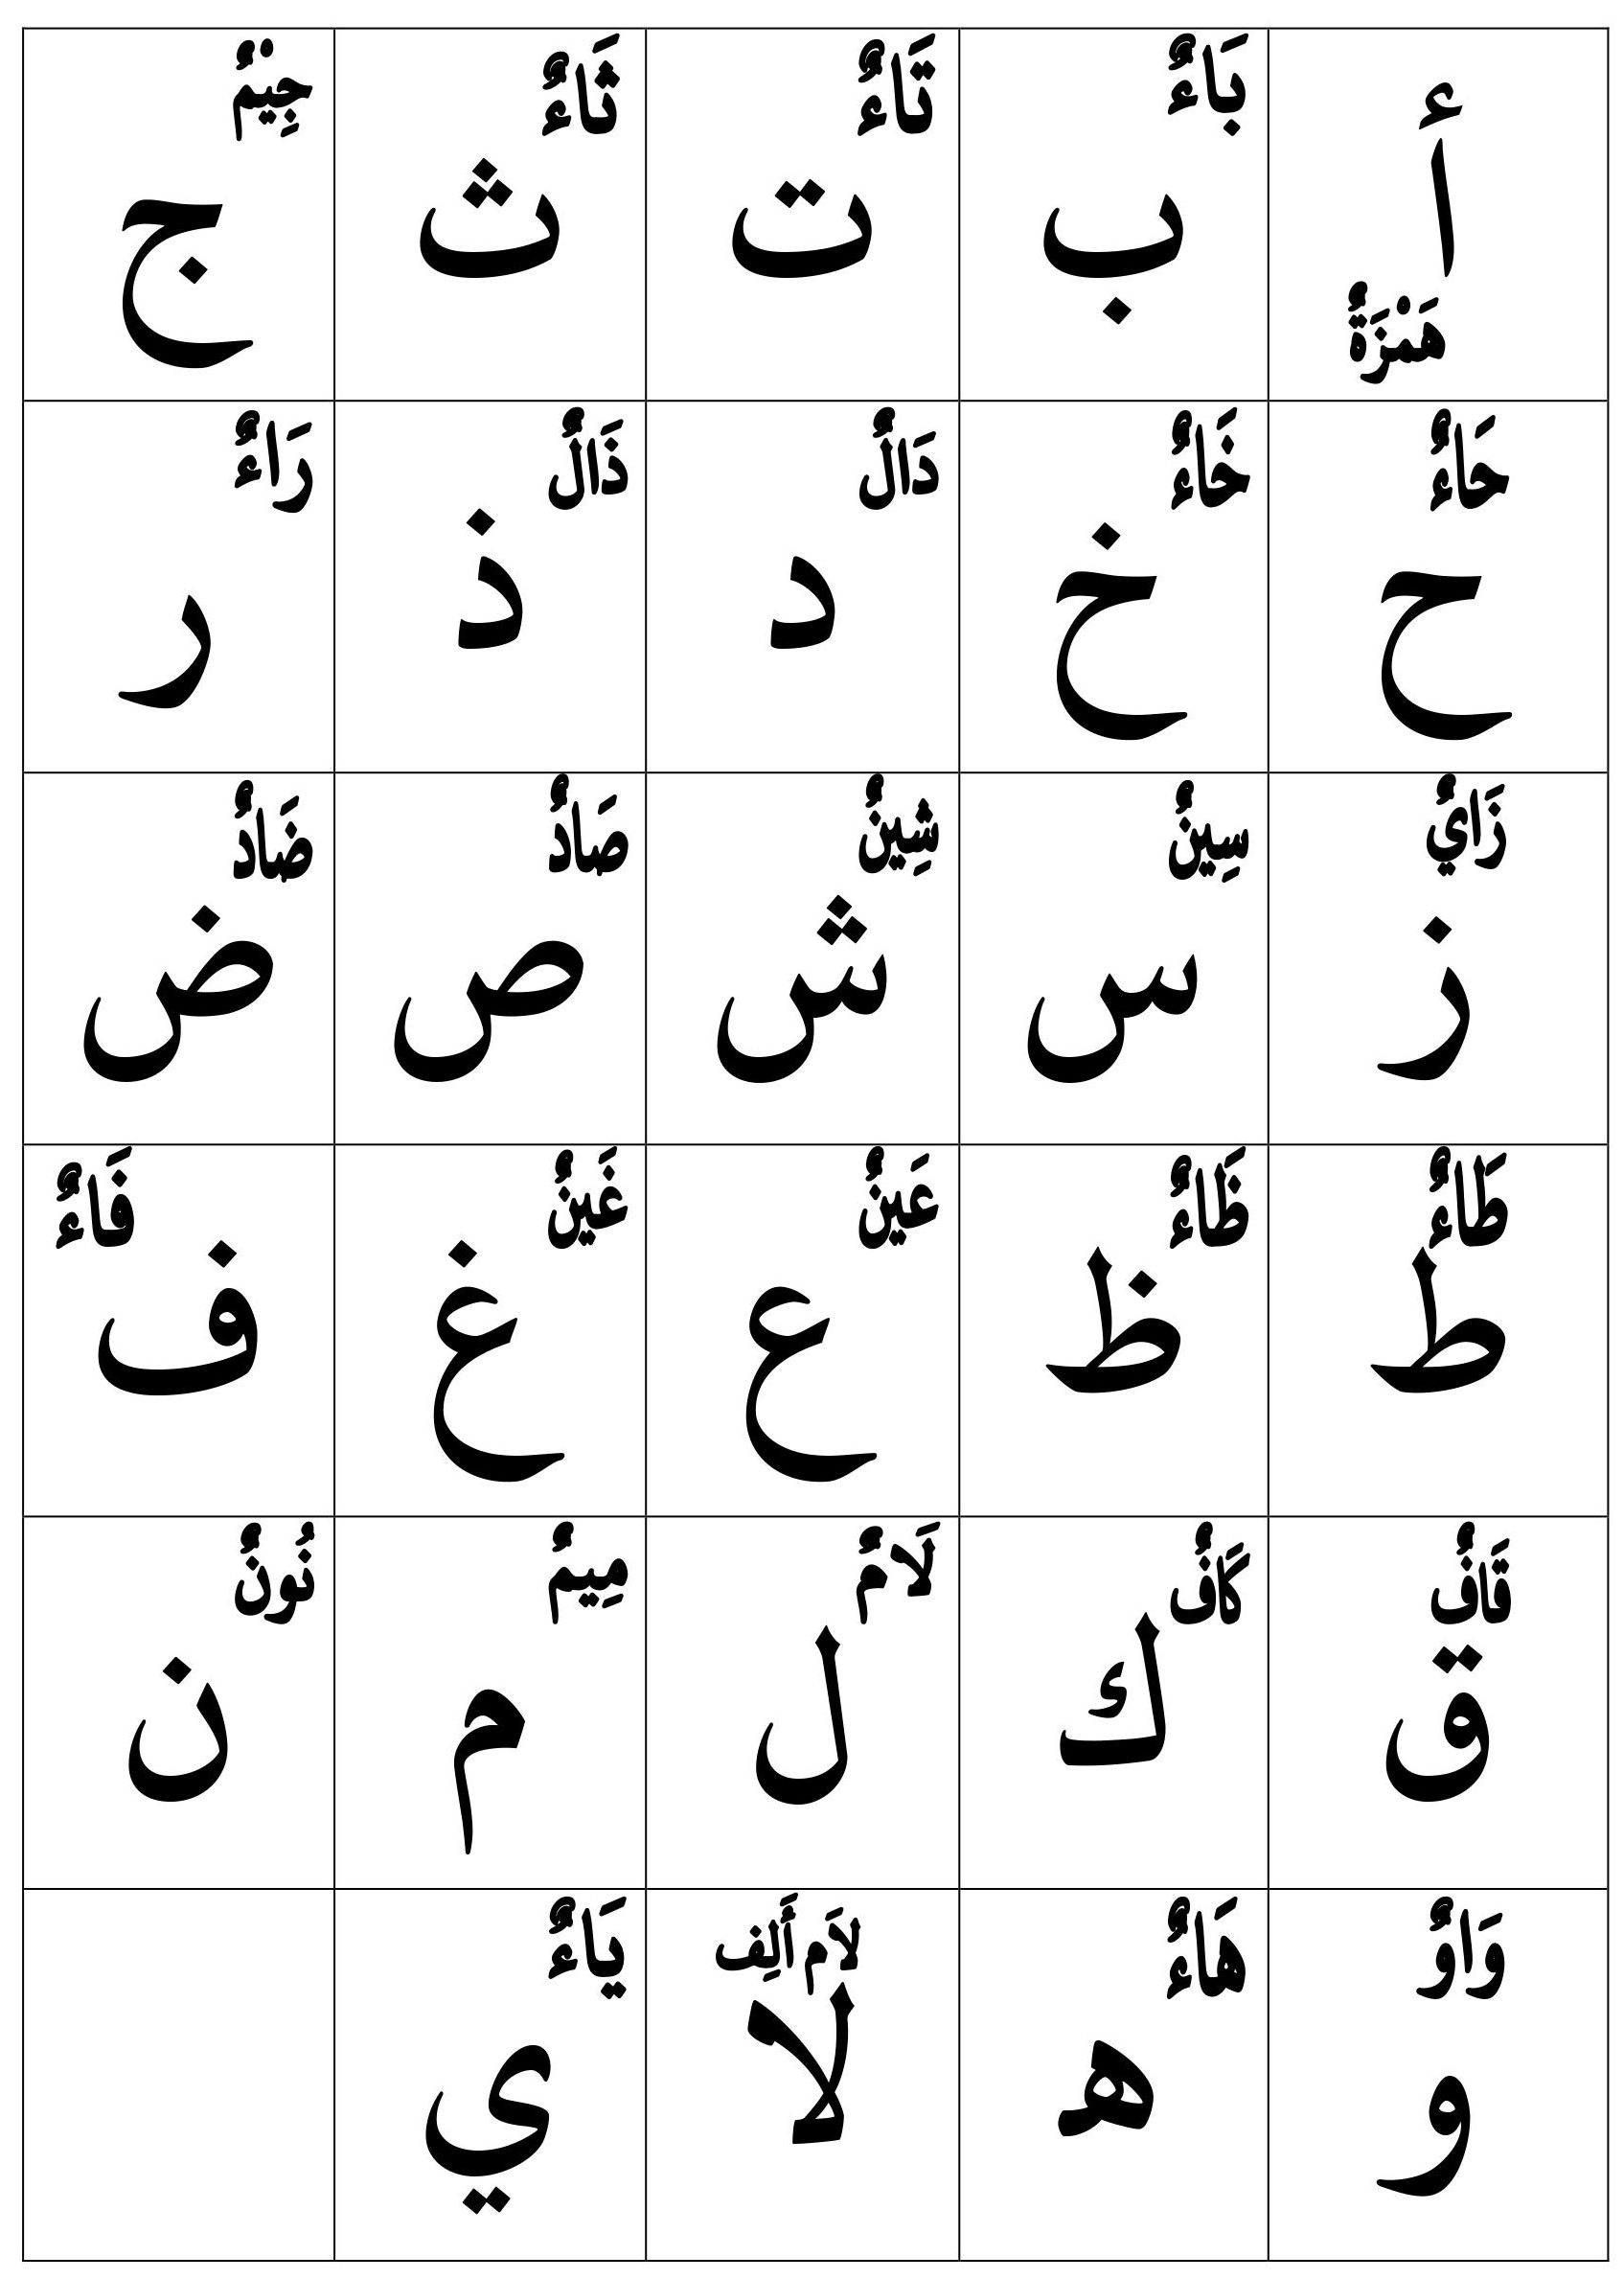 أ
هَمْزَةٌ
بَاءٌ
ب
تَاءٌ
ت
ثَاءٌ
ث
جِيْمٌ
ج
حَاءٌ
ح
خَاءٌ
خ
دَالٌ
د
ذَالٌ
ذ
رَاءٌ
ر
زَايٌ
ز
سِينٌ
س
شِينٌ
ش
صَادٌ
ص
ضَادٌ
ض
طَاءٌ
ط
ظَاءٌ
ظ
عَينٌ
ع
غَينٌ
غ
فَاءٌ
ف
قَافٌ
ق
كَافٌ
ك
لَامٌ
ل
مِيمٌ
م
نُونٌ
ن
وَاوٌ
و
هَاءٌ
ه
لَامَ أَلِف
لا
يَاءٌ
ي